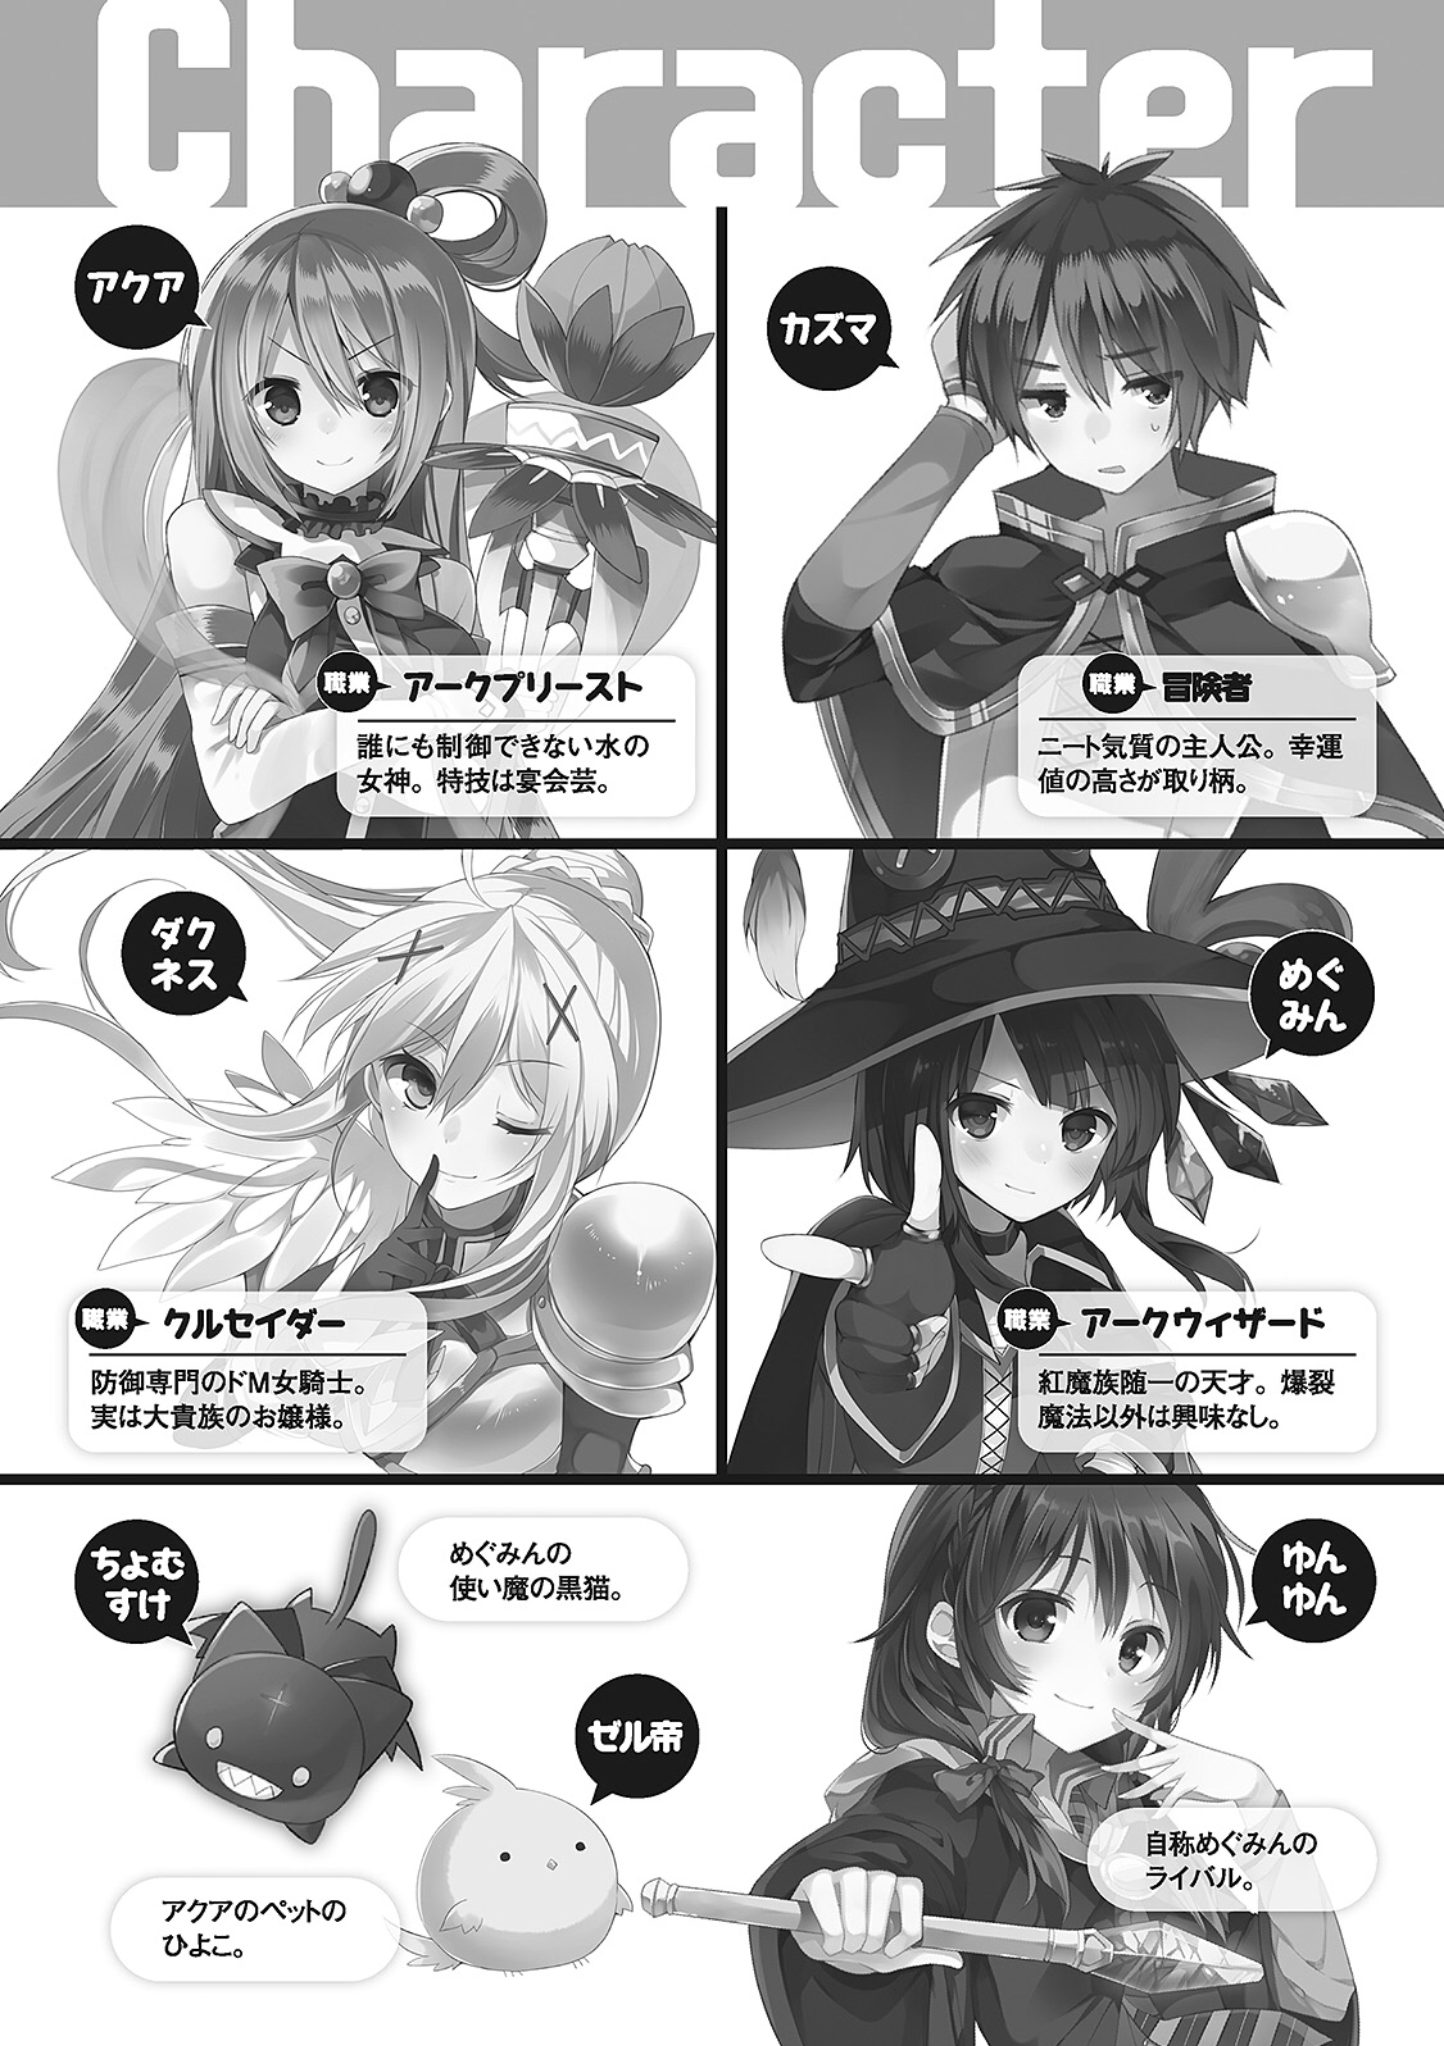 Character
アクア
職業
アークプリースト
誰にも制御できない水の
女神。特技は宴会芸。
カズマ
職業
冒険者
ニート気質の主人公。幸運
値の高さが取り柄。
ダク
ネス
職業
クルセイダー
防御専門のドM女騎士。
実は大貴族のお嬢様。
めぐ
みん
職業
アークウィザード
紅魔族随一の天才。爆裂
魔法以外は興味なし。
ちょむ
すけ
めぐみんの
使い魔の黒猫。
ゼル帝
アクアのペットの
ひよこ。
ゆん
ゆん
自称めぐみんの
ライバル。